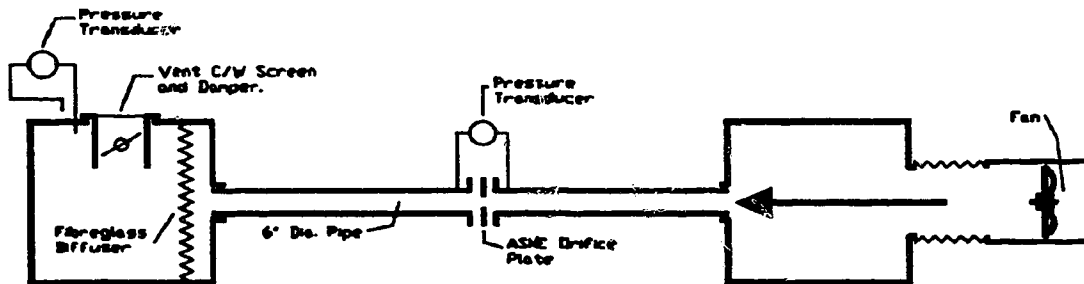 Pressure
Transducer
Vent C/W Screen
and Damper.
Pressure
Transducer
Fan
Fibreglass
Diffuser
6" Dia. Pipe
ASME Orifice
Plate